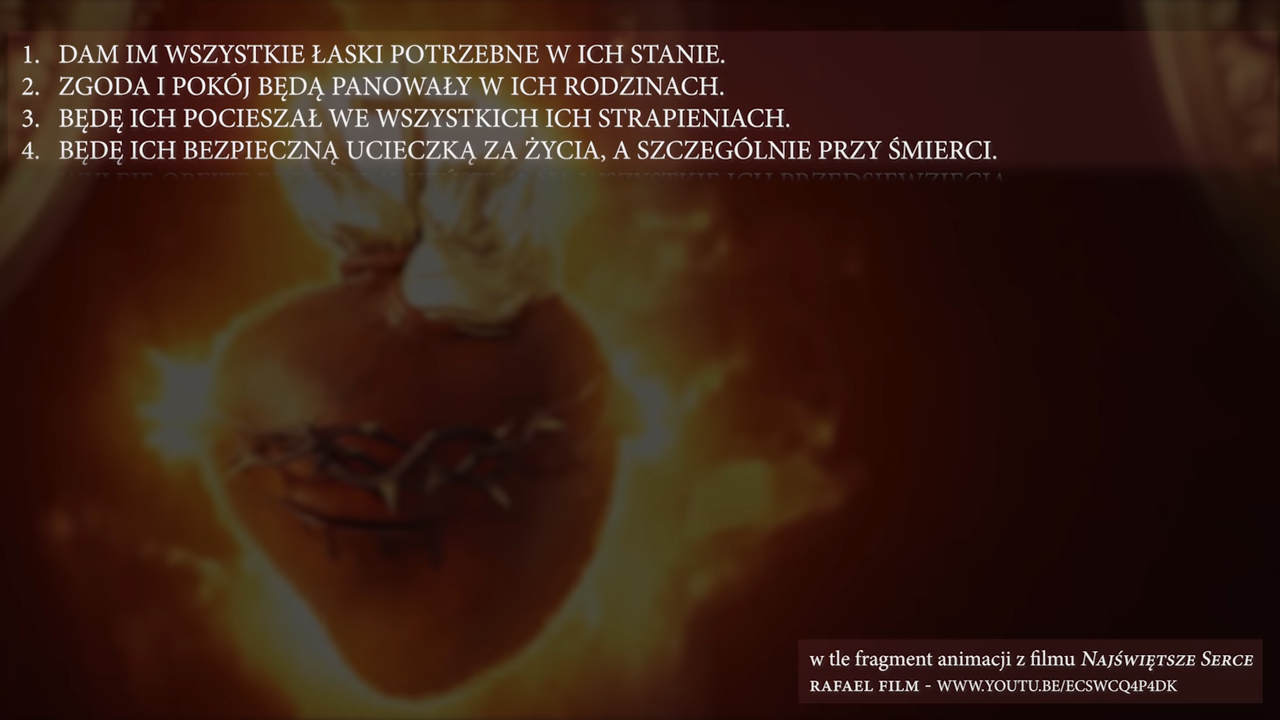 1. DAM IM WSZYSTKIE ŁASKI POTRZEBNE W ICH STANIE.
2. ZGODA I POKÓJ BĘDĄ PANOWAŁY W ICH RODZINACH.
3. BĘDĘ ICH POCIESZAŁ WE WSZYSTKICH ICH STRAPIENIACH.
4. BĘDĘ ICH BEZPIECZNĄ UCIECZKĄ ZA ŻYCIA, A SZCZEGÓLNIE PRZY ŚMIERCI.
w tle fragment animacji z filmu NAJŚWIĘTSZE SERCE
RAFAEL FILM - WWW.YOUTU.BE/ECSWCQ4P4DK